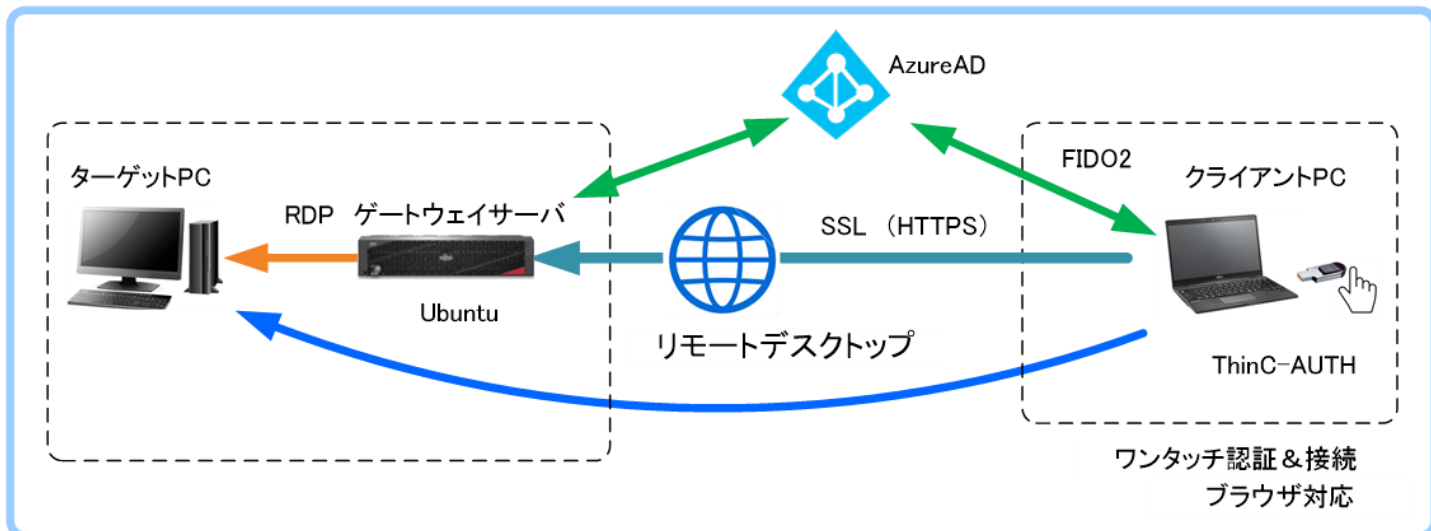 AzureAD
ターゲットPC
RDP ゲートウェイサーバ
Ubuntu
SSL (HTTPS)
リモートデスクトップ
FIDO2
クライアントPC
ThinC-AUTH
ワンタッチ認証&接続
ブラウザ対応